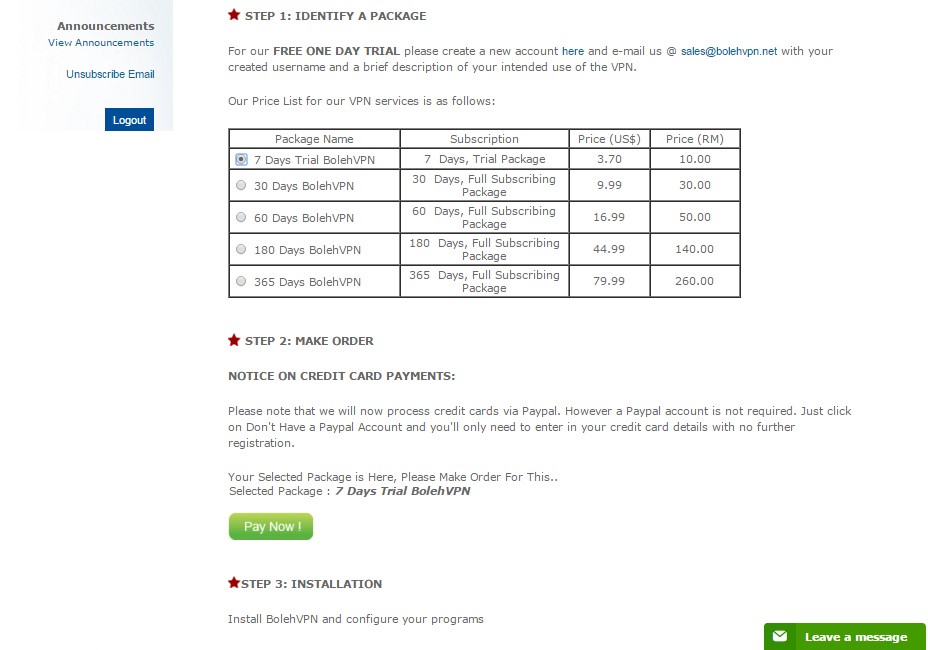 Announcements
View Announcements
Unsubscribe Email
Logout
STEP 1: IDENTIFY A PACKAGE
For our FREE ONE DAY TRIAL please create a new account here and e-mail us @ sales@bolehvpn.net with your
created username and a brief description of your intended use of the VPN.
Our Price List for our VPN services is as follows:
Package Name Subscription Price (US$) Price (RM)
7 Days Trial BolehVPN 7 Days, Trial Package 3.70 10.00
30 Days BolehVPN 30 Days, Full Subscribing Package 9.99 30.00
60 Days BolehVPN 60 Days, Full Subscribing Package 16.99 50.00
180 Days BolehVPN 180 Days, Full Subscribing Package 44.99 140.00
365 Days BolehVPN 365 Days, Full Subscribing Package 79.99 260.00
STEP 2: MAKE ORDER
NOTICE ON CREDIT CARD PAYMENTS:
Please note that we will now process credit cards via Paypal. However a Paypal account is not required. Just click
on Don't Have a Paypal Account and you'll only need to enter in your credit card details with no further
registration.
Your Selected Package is Here, Please Make Order For This..
Selected Package : 7 Days Trial BolehVPN
Pay Now !
STEP 3: INSTALLATION
Install BolehVPN and configure your programs
Leave a message